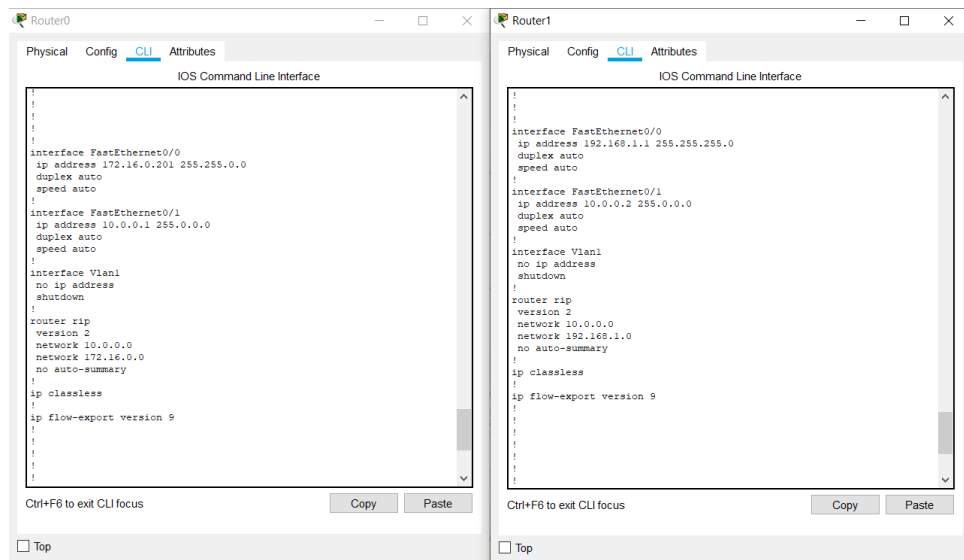 Router0
Physical Config CLI Attributes
IOS Command Line Interface
!
!
!
!
!
interface FastEthernet0/0
ip address 172.16.0.201 255.255.0.0
duplex auto
speed auto
!
interface FastEthernet0/1
ip address 10.0.0.1 255.0.0.0
duplex auto
speed auto
!
interface Vlan1
no ip address
shutdown
!
router rip
version 2
network 10.0.0.0
network 172.16.0.0
no auto-summary
!
ip classless
!
ip flow-export version 9
!
!
!
!
!
Ctrl+F6 to exit CLI focus
Copy Paste
Top
Router1
Physical Config CLI Attributes
IOS Command Line Interface
!
!
!
interface FastEthernet0/0
ip address 192.168.1.1 255.255.255.0
duplex auto
speed auto
!
interface FastEthernet0/1
ip address 10.0.0.2 255.0.0.0
duplex auto
speed auto
!
interface Vlan1
no ip address
shutdown
!
router rip
version 2
network 10.0.0.0
network 192.168.1.0
no auto-summary
!
ip classless
!
ip flow-export version 9
!
!
!
!
!
!
!
Ctrl+F6 to exit CLI focus
Copy Paste
Top